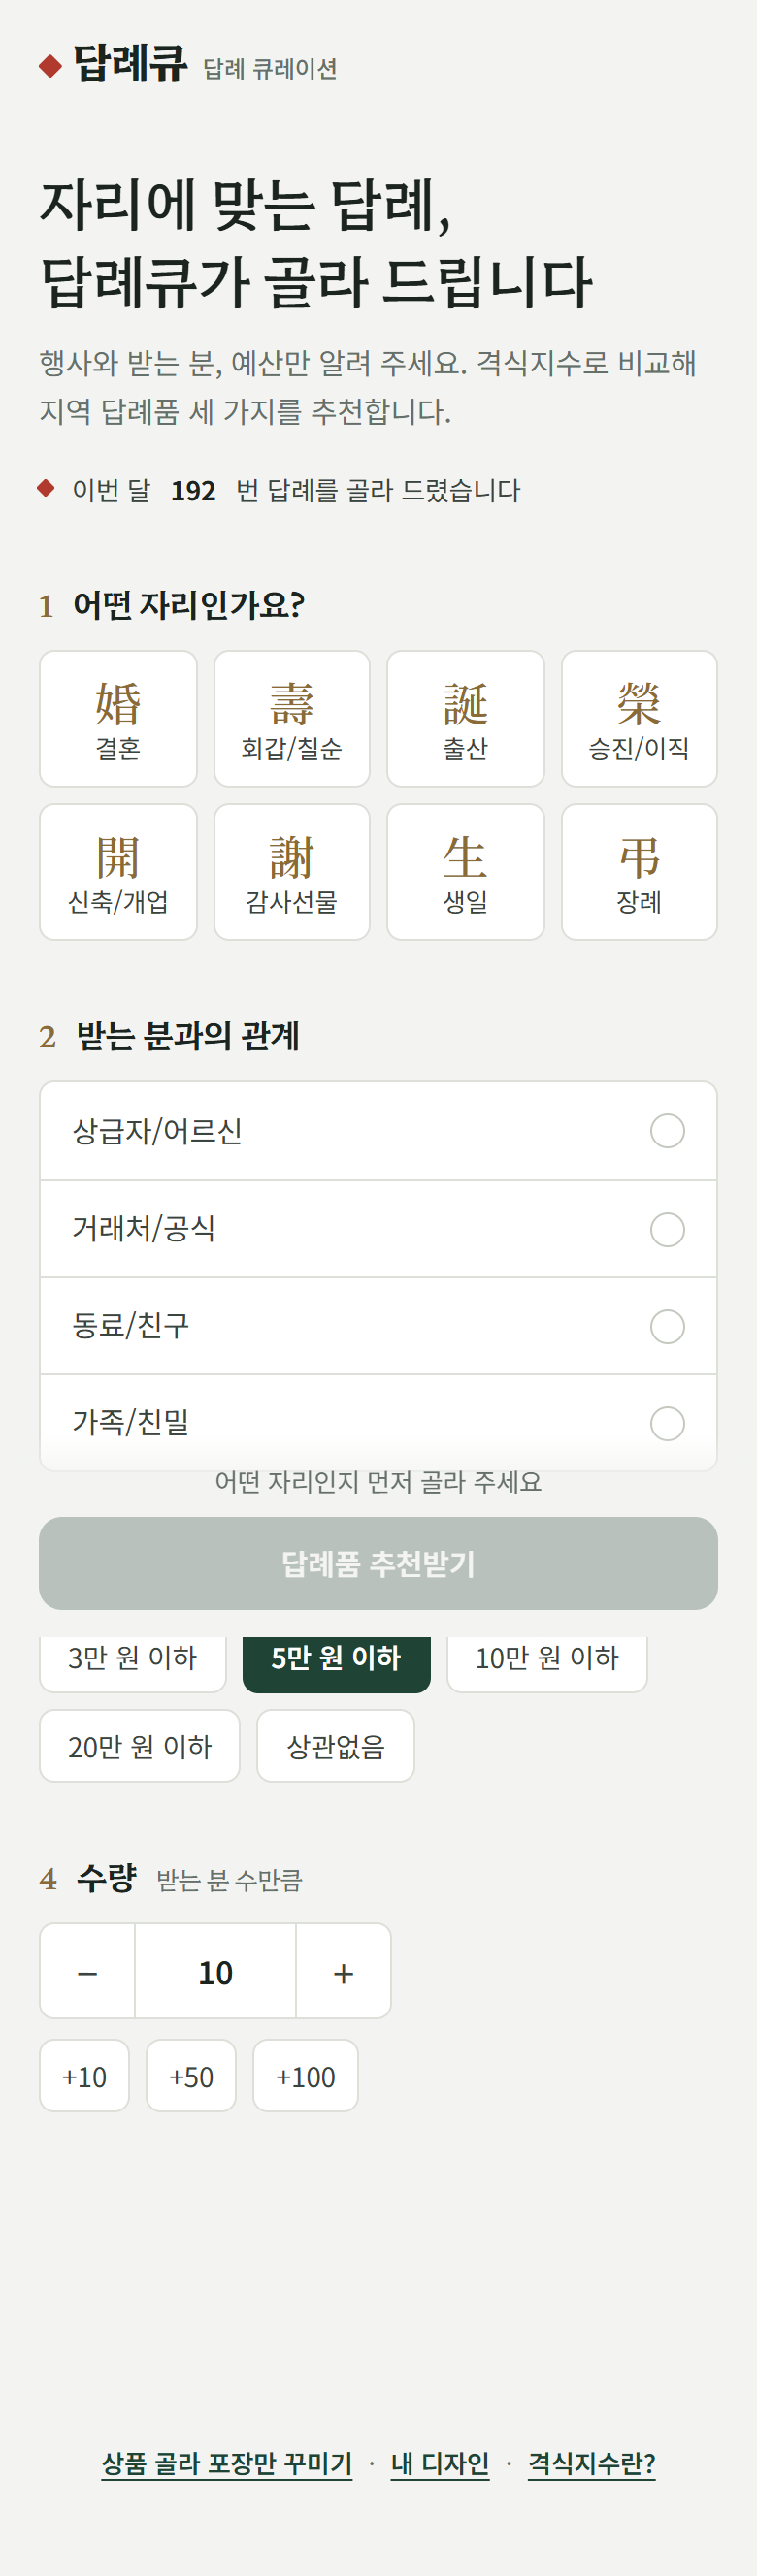 답례큐 답례 큐레이션
자리에 맞는 답례,
답례큐가 골라 드립니다
행사와 받는 분, 예산만 알려 주세요. 격식지수로 비교해
지역 답례품 세 가지를 추천합니다.
이번 달 192 번 답례를 골라 드렸습니다
1 어떤 자리인가요?
婚 壽 誕 榮
결혼 회갑/칠순 출산 승진/이직
開 謝 生 弔
신축/개업 감사선물 생일 장례
2 받는 분과의 관계
상급자/어르신
거래처/공식
동료/친구
가족/친밀
어떤 자리인지 먼저 골라 주세요
답례품 추천받기
3만 원 이하 5만 원 이하 10만 원 이하
20만 원 이하 상관없음
4 수량 받는 분 수만큼
− 10 +
+10 +50 +100
상품 골라 포장만 꾸미기 · 내 디자인 · 격식지수란?